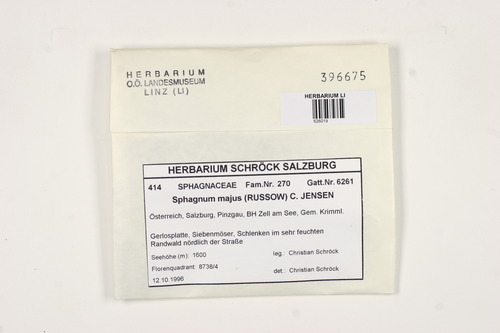 HERBARIUM
O.Ö. LANDESMUSEUM
LINZ (LI)
396675
HERBARIUM LI
HERBARIUM SCHRÖCK SALZBURG
414 SPHAGNACEAE Fam.Nr. 270 Gatt.Nr. 6261
Sphagnum majus (RUSSOW) C. JENSEN
Österreich, Salzburg, Pinzgau, BH Zell am See, Gem. Krimml.
Gerlosplatte, Siebenmöser, Schlenken im sehr feuchten
Randwald nördlich der Straße
Seehöhe (m): 1600 leg.: Christian Schröck
Florenquadrant: 8738/4
det.: Christian Schröck
12.10.1996